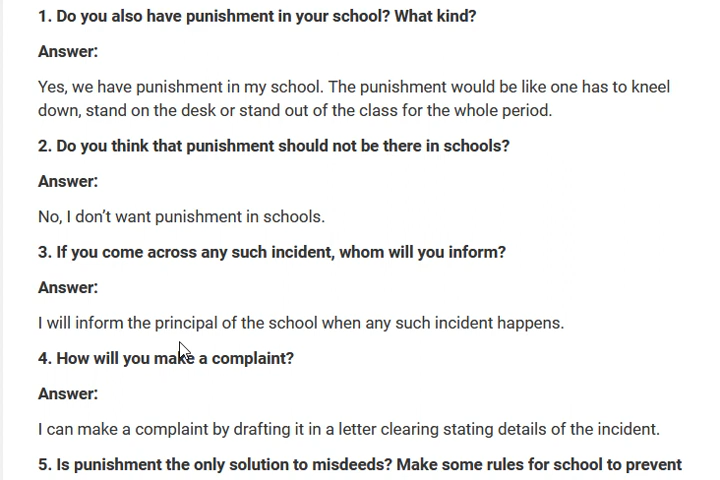 1. Do you also have punishment in your school? What kind?
Answer:
Yes, we have punishment in my school. The punishment would be like one has to kneel
down, stand on the desk or stand out of the class for the whole period.
2. Do you think that punishment should not be there in schools?
Answer:
No, I don’t want punishment in schools.
3. If you come across any such incident, whom will you inform?
Answer:
I will inform the principal of the school when any such incident happens.
4. How will you make a complaint?
Answer:
I can make a complaint by drafting it in a letter clearing stating details of the incident.
5. Is punishment the only solution to misdeeds? Make some rules for school to prevent